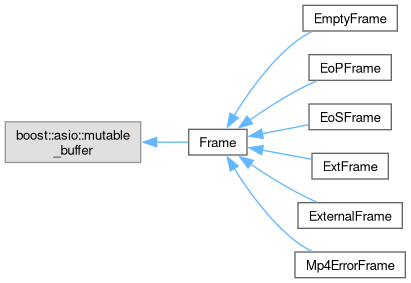 EmptyFrame
EoPFrame
EoSFrame
boost::asio::mutable
_buffer
Frame
ExtFrame
ExternalFrame
Mp4ErrorFrame